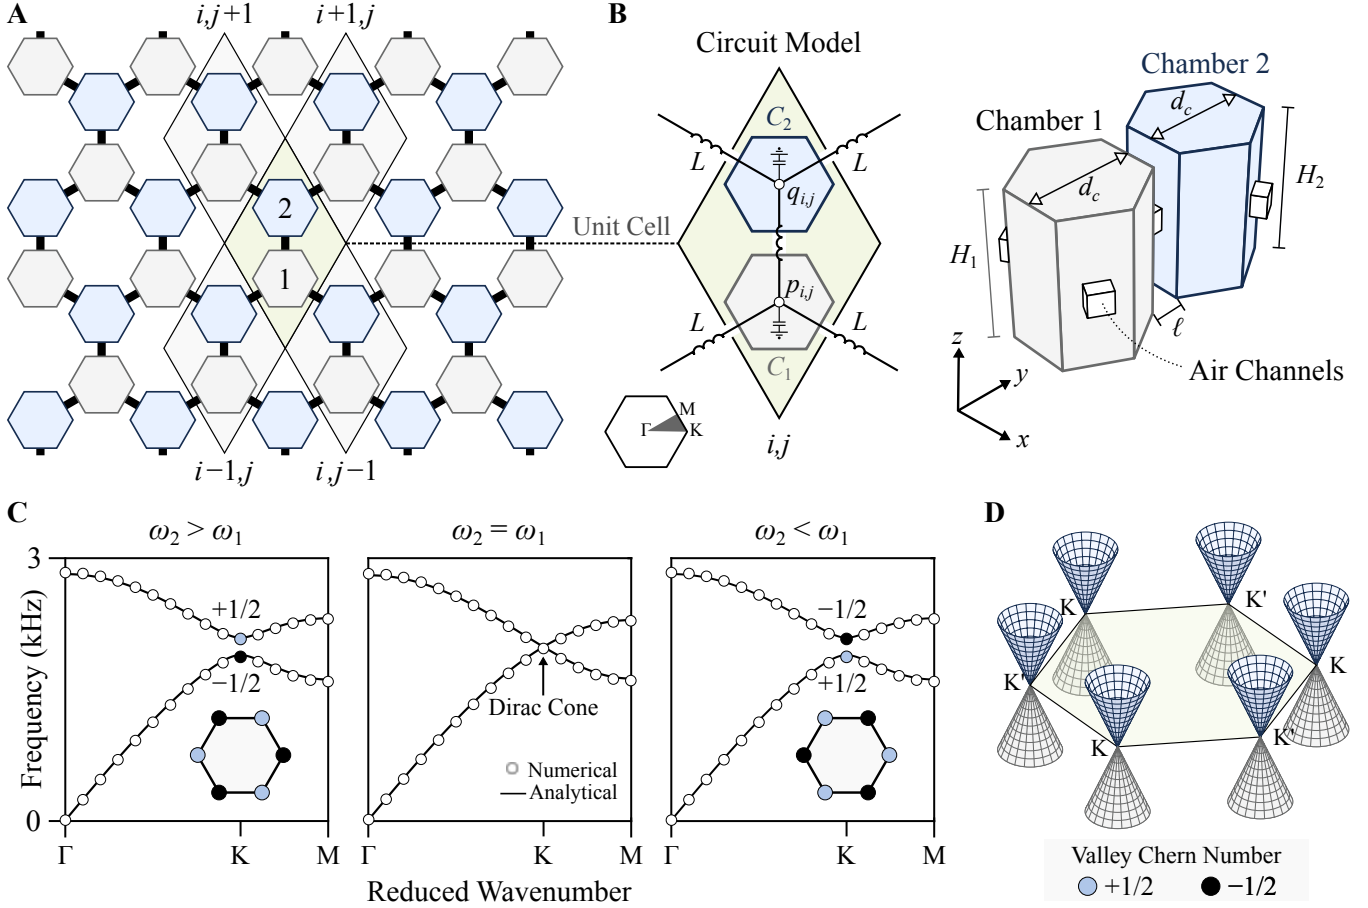 A
i,j+1
i+1,j
2
1
i−1,j
i,j−1
Unit Cell
B
Circuit Model
C₂
L
L
qᵢ,ⱼ
pᵢ,ⱼ
L
L
C₁
i,j
M
Γ
K
Chamber 2
Chamber 1
d_c
d_c
H₂
H₁
ℓ
z
y
x
Air Channels
C
ω₂ > ω₁
ω₂ = ω₁
ω₂ < ω₁
3
Frequency (kHz)
0
+1/2
−1/2
Dirac Cone
Numerical
Analytical
−1/2
+1/2
Γ K M
Γ K M
Γ K M
Reduced Wavenumber
D
K
K'
K
K'
K
K'
Valley Chern Number
+1/2 −1/2